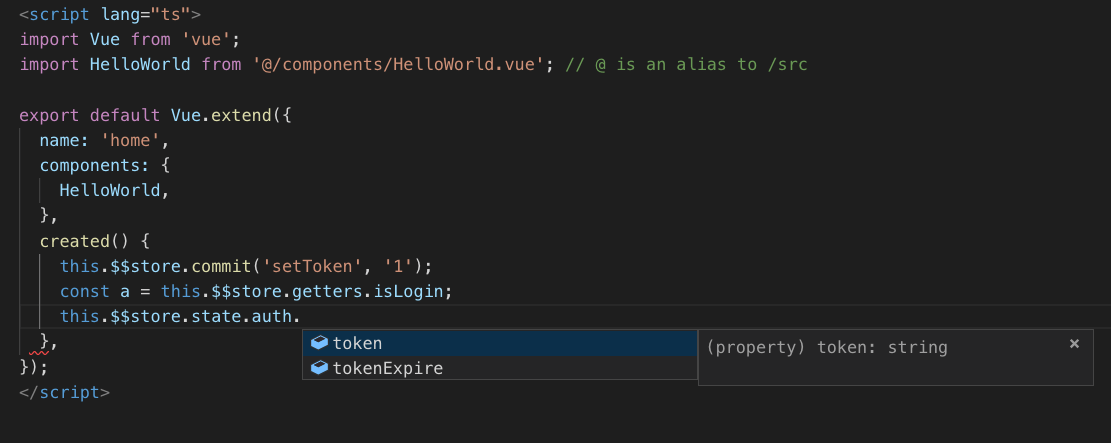 <script lang="ts">
import Vue from 'vue';
import HelloWorld from '@/components/HelloWorld.vue'; // @ is an alias to /src
export default Vue.extend({
name: 'home',
components: {
HelloWorld,
},
created() {
this.$$store.commit('setToken', '1');
const a = this.$$store.getters.isLogin;
this.$$store.state.auth.
},
token
(property) token: string ×
tokenExpire
});
</script>